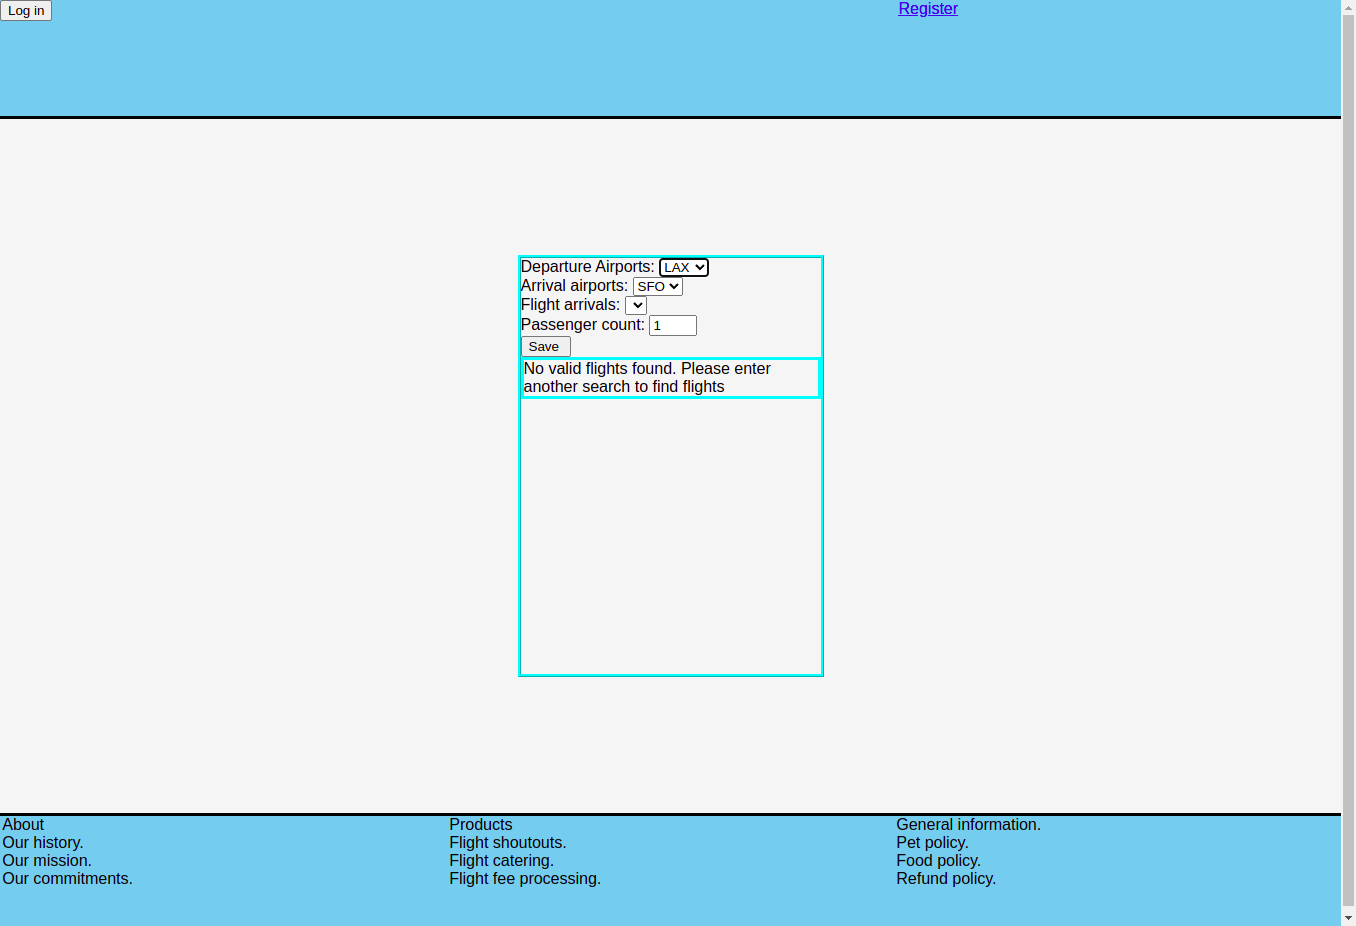 Log in
Register
Departure Airports: LAX
Arrival airports: SFO
Flight arrivals:
Passenger count: 1
Save
No valid flights found. Please enter
another search to find flights
About
Our history.
Our mission.
Our commitments.
Products
Flight shoutouts.
Flight catering.
Flight fee processing.
General information.
Pet policy.
Food policy.
Refund policy.